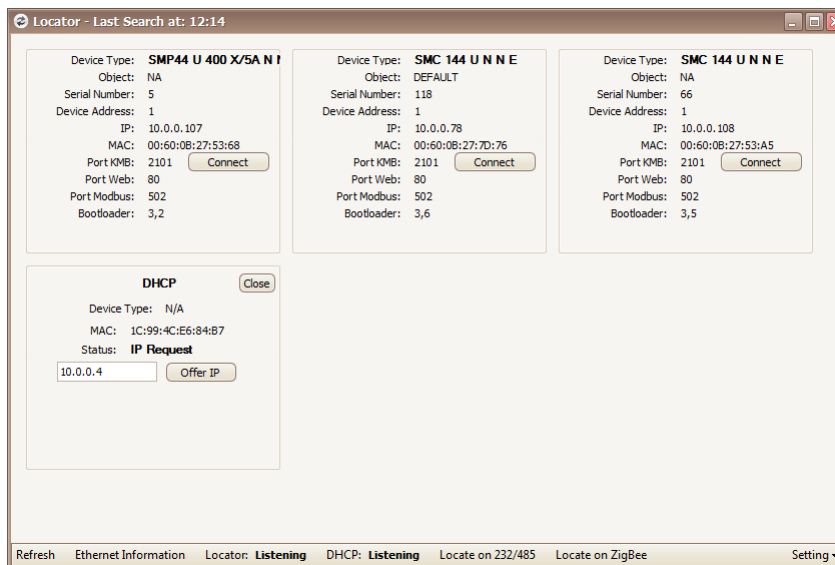 Locator - Last Search at: 12:14
Device Type: SMP44 U 400 X/5A N
Object: NA
Serial Number: 5
Device Address: 1
IP: 10.0.0.107
MAC: 00:60:0B:27:53:68
Port KMB: 2101 Connect
Port Web: 80
Port Modbus: 502
Bootloader: 3,2
Device Type: SMC 144 U N N E
Object: DEFAULT
Serial Number: 118
Device Address: 1
IP: 10.0.0.78
MAC: 00:60:0B:27:7D:76
Port KMB: 2101 Connect
Port Web: 80
Port Modbus: 502
Bootloader: 3,6
Device Type: SMC 144 U N N E
Object: NA
Serial Number: 66
Device Address: 1
IP: 10.0.0.108
MAC: 00:60:0B:27:53:A5
Port KMB: 2101 Connect
Port Web: 80
Port Modbus: 502
Bootloader: 3,5
DHCP Close
Device Type: N/A
MAC: 1C:99:4C:E6:84:B7
Status: IP Request
10.0.0.4 Offer IP
Refresh Ethernet Information Locator: Listening DHCP: Listening Locate on 232/485 Locate on ZigBee Setting